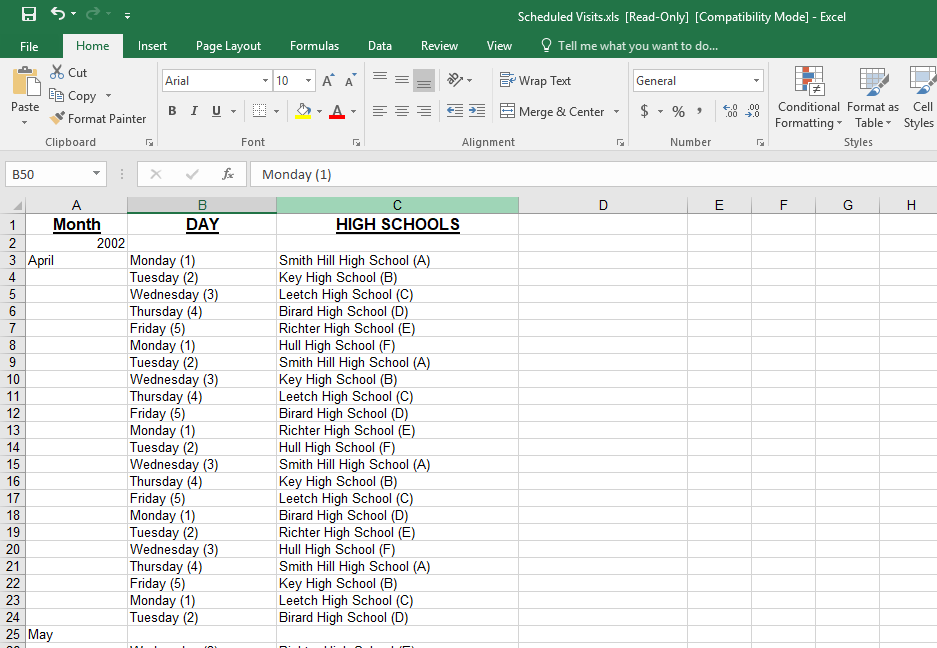 Scheduled Visits.xls [Read-Only] [Compatibility Mode] - Excel
File Home Insert Page Layout Formulas Data Review View Tell me what you want to do...
Paste
Cut
Copy
Format Painter
Clipboard
Arial 10 A A
B I U A
Font
Wrap Text
Merge & Center
Alignment
General
$ % , .0 .00 .00 .0
Number
Conditional Formatting
Format as Table
Cell Styles
Styles
B50 fx Monday (1)
A B C D E F G H
1 Month DAY HIGH SCHOOLS
2 2002
3 April Monday (1) Smith Hill High School (A)
4 Tuesday (2) Key High School (B)
5 Wednesday (3) Leetch High School (C)
6 Thursday (4) Birard High School (D)
7 Friday (5) Richter High School (E)
8 Monday (1) Hull High School (F)
9 Tuesday (2) Smith Hill High School (A)
10 Wednesday (3) Key High School (B)
11 Thursday (4) Leetch High School (C)
12 Friday (5) Birard High School (D)
13 Monday (1) Richter High School (E)
14 Tuesday (2) Hull High School (F)
15 Wednesday (3) Smith Hill High School (A)
16 Thursday (4) Key High School (B)
17 Friday (5) Leetch High School (C)
18 Monday (1) Birard High School (D)
19 Tuesday (2) Richter High School (E)
20 Wednesday (3) Hull High School (F)
21 Thursday (4) Smith Hill High School (A)
22 Friday (5) Key High School (B)
23 Monday (1) Leetch High School (C)
24 Tuesday (2) Birard High School (D)
25 May